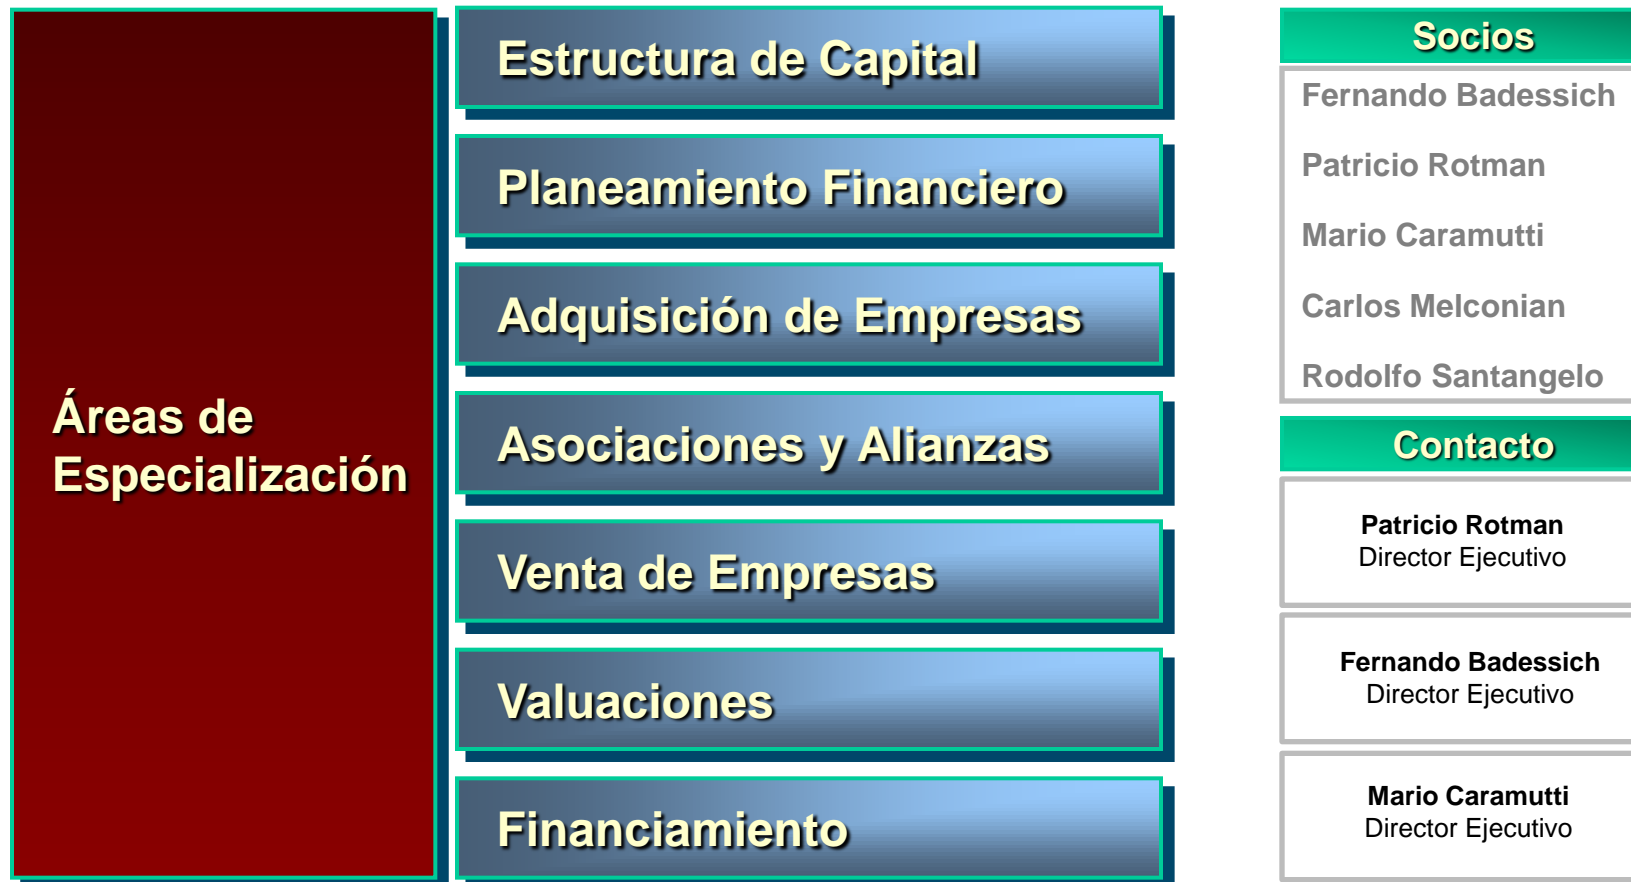 Áreas de
Especialización
Estructura de Capital
Planeamiento Financiero
Adquisición de Empresas
Asociaciones y Alianzas
Venta de Empresas
Valuaciones
Financiamiento
Socios
Fernando Badessich
Patricio Rotman
Mario Caramutti
Carlos Melconian
Rodolfo Santangelo
Contacto
Patricio Rotman
Director Ejecutivo
Fernando Badessich
Director Ejecutivo
Mario Caramutti
Director Ejecutivo